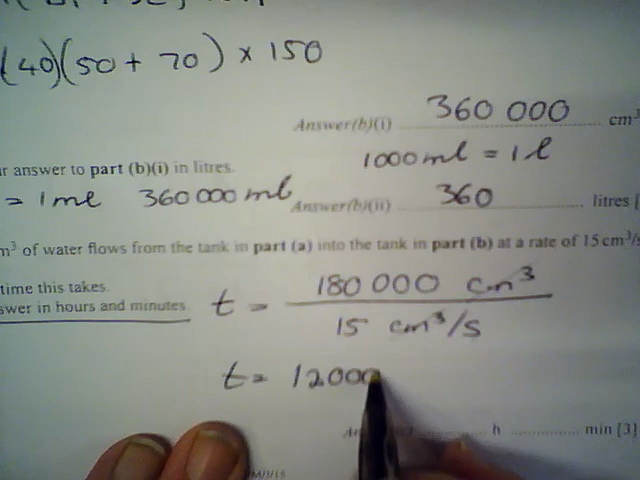 (40)(50 + 70) × 150
Answer(b)(i) 360 000 cm³
1000ml = 1l
answer to part (b)(i) in litres.
= 1ml 360 000 ml
Answer(b)(ii) 360 litres [
m³ of water flows from the tank in part (a) into the tank in part (b) at a rate of 15 cm³/s
time this takes.
swer in hours and minutes.
t = 180 000 cm³ / 15 cm³/s
t = 12000
h min [3]